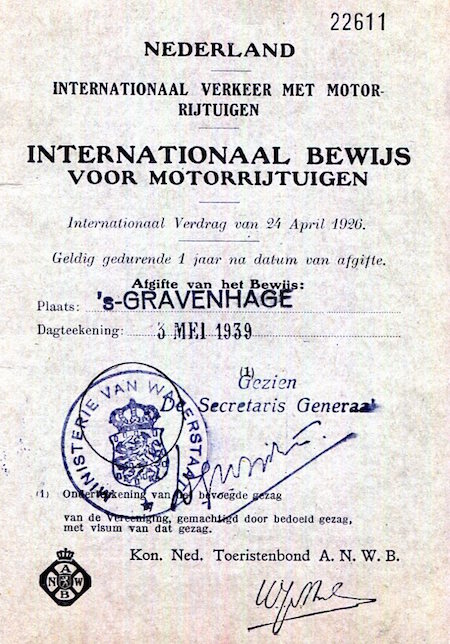 22611
NEDERLAND
INTERNATIONAAL VERKEER MET MOTOR-
RIJTUIGEN
INTERNATIONAAL BEWIJS
VOOR MOTORRIJTUIGEN
Internationaal Verdrag van 24 April 1926.
Geldig gedurende 1 jaar na datum van afgifte.
Afgifte van het Bewijs:
Plaats: 's-GRAVENHAGE
Dagteekening: 3 MEI 1939
(1)
Gezien
De Secretaris Generaal
MINISTERIE VAN WATERSTAAT
(1) Onderteekening van het bevoegde gezag
van de Vereeniging, gemachtigd door bedoeld gezag,
met visum van dat gezag.
Kon. Ned. Toeristenbond A. N. W. B.
A
N W
B